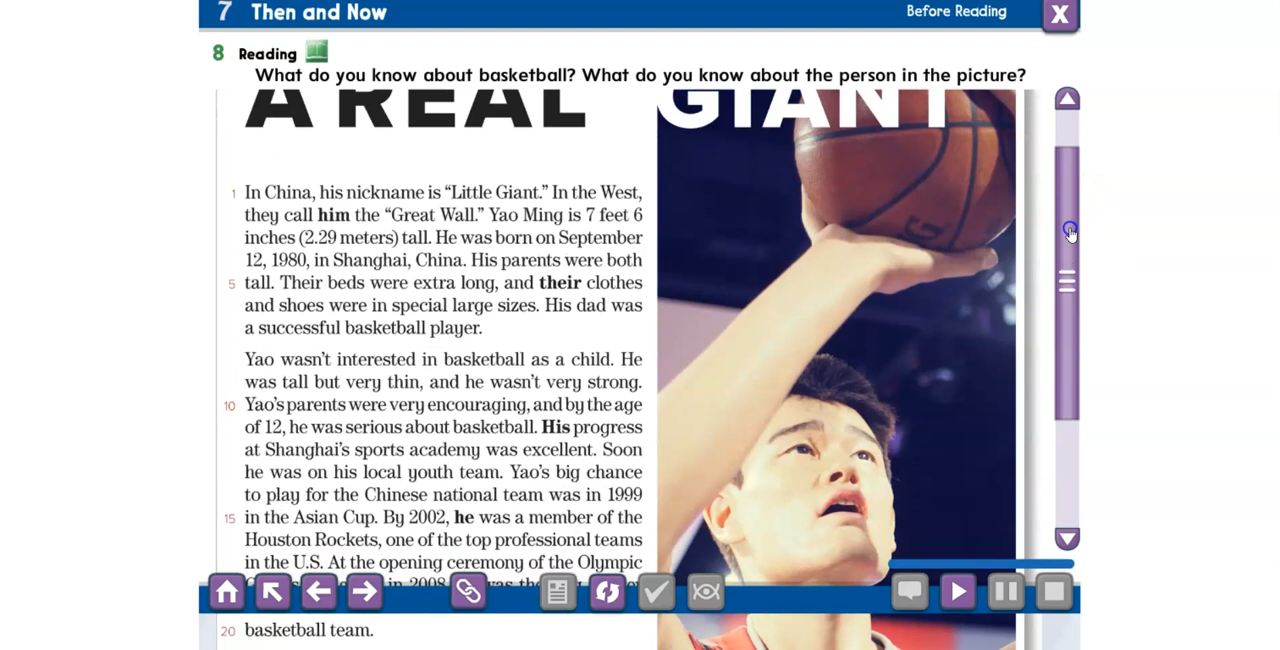 7 Then and Now
Before Reading
X
8 Reading
What do you know about basketball? What do you know about the person in the picture?
A REAL GIANT
1 In China, his nickname is “Little Giant.” In the West,
they call him the “Great Wall.” Yao Ming is 7 feet 6
inches (2.29 meters) tall. He was born on September
12, 1980, in Shanghai, China. His parents were both
5 tall. Their beds were extra long, and their clothes
and shoes were in special large sizes. His dad was
a successful basketball player.
Yao wasn’t interested in basketball as a child. He
was tall but very thin, and he wasn’t very strong.
10 Yao’s parents were very encouraging, and by the age
of 12, he was serious about basketball. His progress
at Shanghai’s sports academy was excellent. Soon
he was on his local youth team. Yao’s big chance
to play for the Chinese national team was in 1999
15 in the Asian Cup. By 2002, he was a member of the
Houston Rockets, one of the top professional teams
in the U.S. At the opening ceremony of the Olympic
in 2008
20 basketball team.